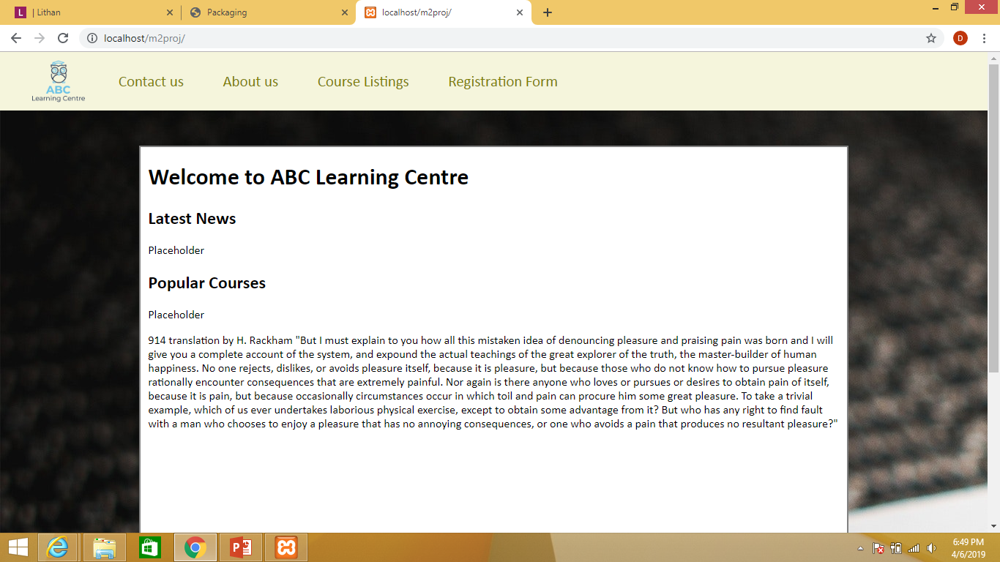 L | Lithan
Packaging
localhost/m2proj/
localhost/m2proj/
D
ABC
Learning Centre
Contact us
About us
Course Listings
Registration Form
Welcome to ABC Learning Centre
Latest News
Placeholder
Popular Courses
Placeholder
914 translation by H. Rackham "But I must explain to you how all this mistaken idea of denouncing pleasure and praising pain was born and I will
give you a complete account of the system, and expound the actual teachings of the great explorer of the truth, the master-builder of human
happiness. No one rejects, dislikes, or avoids pleasure itself, because it is pleasure, but because those who do not know how to pursue pleasure
rationally encounter consequences that are extremely painful. Nor again is there anyone who loves or pursues or desires to obtain pain of itself,
because it is pain, but because occasionally circumstances occur in which toil and pain can procure him some great pleasure. To take a trivial
example, which of us ever undertakes laborious physical exercise, except to obtain some advantage from it? But who has any right to find fault
with a man who chooses to enjoy a pleasure that has no annoying consequences, or one who avoids a pain that produces no resultant pleasure?"
6:49 PM
4/6/2019